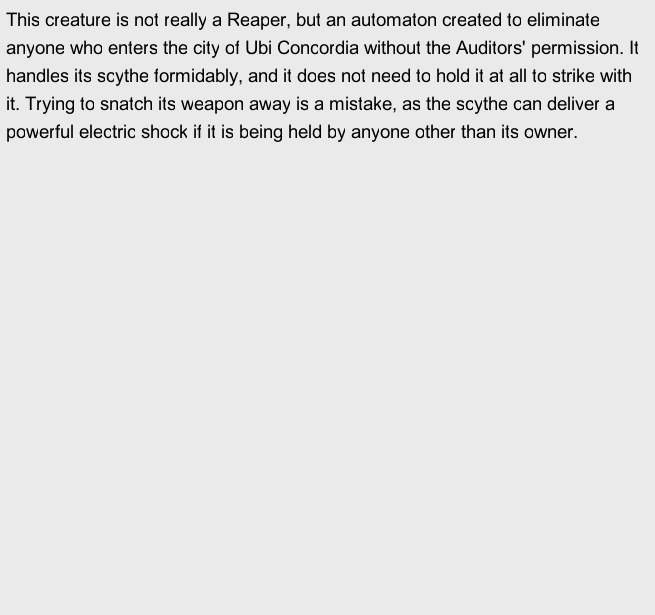 This creature is not really a Reaper, but an automaton created to eliminate
anyone who enters the city of Ubi Concordia without the Auditors' permission. It
handles its scythe formidably, and it does not need to hold it at all to strike with
it. Trying to snatch its weapon away is a mistake, as the scythe can deliver a
powerful electric shock if it is being held by anyone other than its owner.